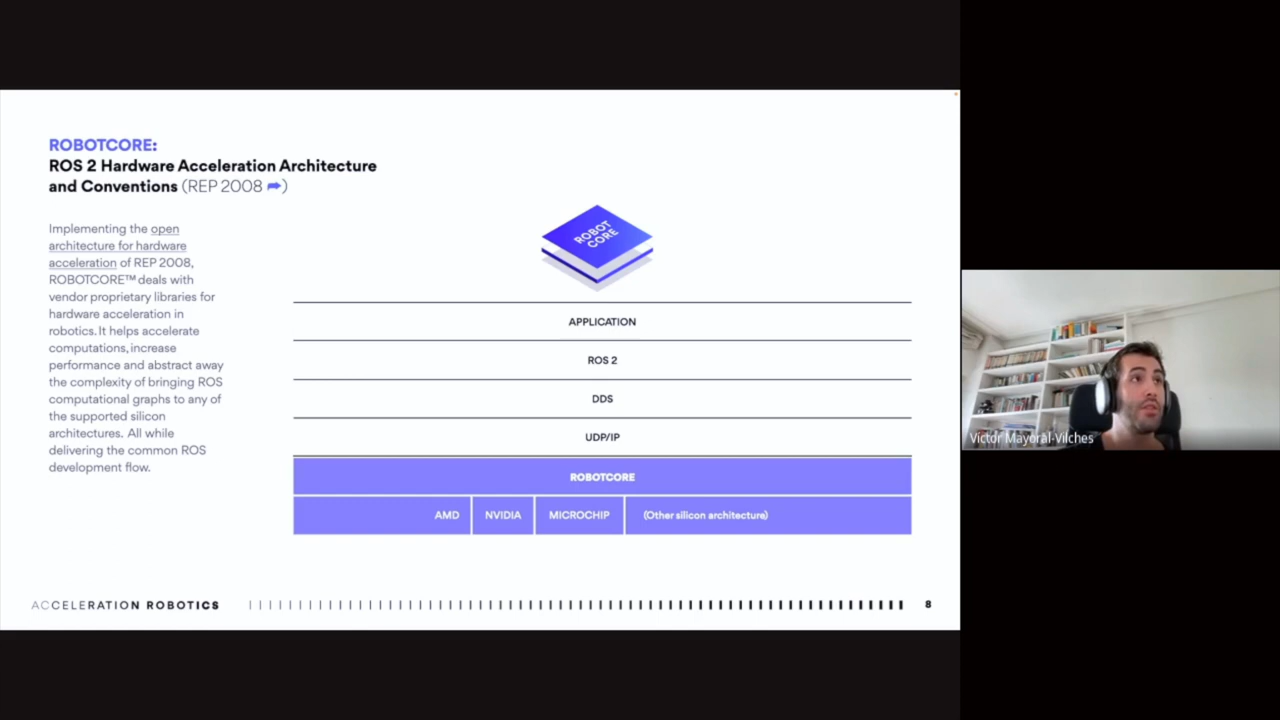 ROBOTCORE:
ROS 2 Hardware Acceleration Architecture
and Conventions (REP 2008 )
Implementing the open
architecture for hardware
acceleration of REP 2008,
ROBOTCORE™ deals with
vendor proprietary libraries for
hardware acceleration in
robotics. It helps accelerate
computations, increase
performance and abstract away
the complexity of bringing ROS
computational graphs to any of
the supported silicon
architectures. All while
delivering the common ROS
development flow.
ROBOT
CORE
APPLICATION
ROS 2
DDS
UDP/IP
ROBOTCORE
AMD NVIDIA MICROCHIP (Other silicon architecture)
ACCELERATION ROBOTICS
8
Victor Mayoral-Vilches